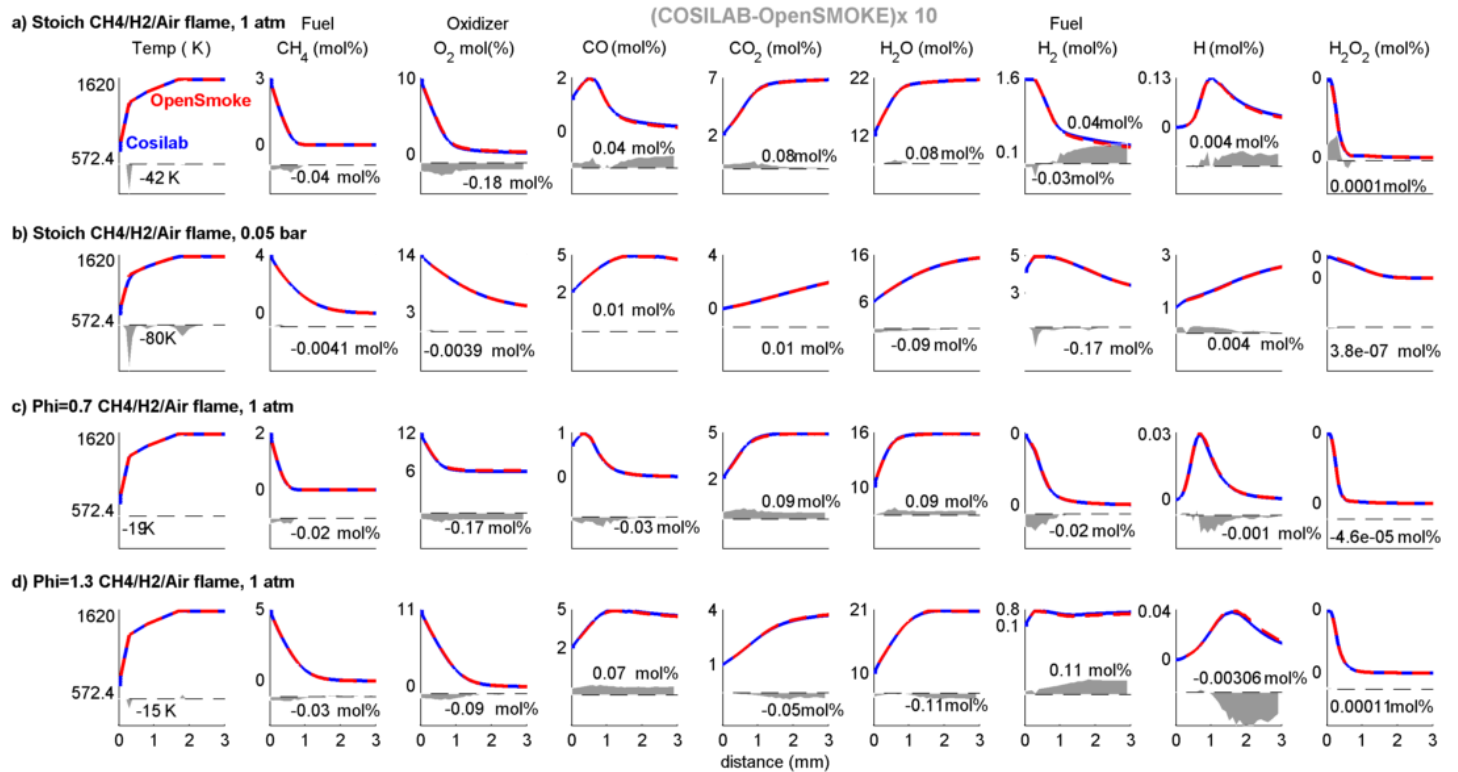 (COSILAB-OpenSMOKE)x 10
a) Stoich CH4/H2/Air flame, 1 atm
Fuel
Oxidizer
Fuel
Temp ( K)
CH4 (mol%)
O2 mol(%)
CO (mol%)
CO2 (mol%)
H2O (mol%)
H2 (mol%)
H (mol%)
H2O2 (mol%)
1620
572.4
OpenSmoke
Cosilab
-42 K
3
0
-0.04 mol%
10
0
-0.18 mol%
2
0
0.04 mol%
7
2
0.08mol%
22
12
0.08 mol%
1.6
0.1
0.04mol%
-0.03mol%
0.13
0
0.004 mol%
0
0
0.0001 mol%
b) Stoich CH4/H2/Air flame, 0.05 bar
1620
572.4
-80K
4
0
-0.0041 mol%
14
3
-0.0039 mol%
5
2
0.01 mol%
4
0
0.01 mol%
16
6
-0.09 mol%
5
3
-0.17 mol%
4
1
0.004 mol%
0
0
3.8e-07 mol%
c) Phi=0.7 CH4/H2/Air flame, 1 atm
1620
572.4
-19K
2
0
-0.02 mol%
12
6
-0.17 mol%
1
0
-0.03 mol%
5
2
0.09 mol%
16
10
0.09 mol%
0
0
-0.02 mol%
0.03
0
-0.001 mol%
0
0
-4.6e-05 mol%
d) Phi=1.3 CH4/H2/Air flame, 1 atm
1620
572.4
-15 K
5
0
-0.03 mol%
11
0
-0.09 mol%
5
2
0.07 mol%
4
1
-0.05mol%
21
10
-0.11mol%
0.8
0.1
0.11 mol%
0.04
0
-0.00306 mol%
0
0
0.00011mol%
0 1 2 3
0 1 2 3
0 1 2 3
0 1 2 3
0 1 2 3
0 1 2 3
0 1 2 3
0 1 2 3
0 1 2 3
distance (mm)